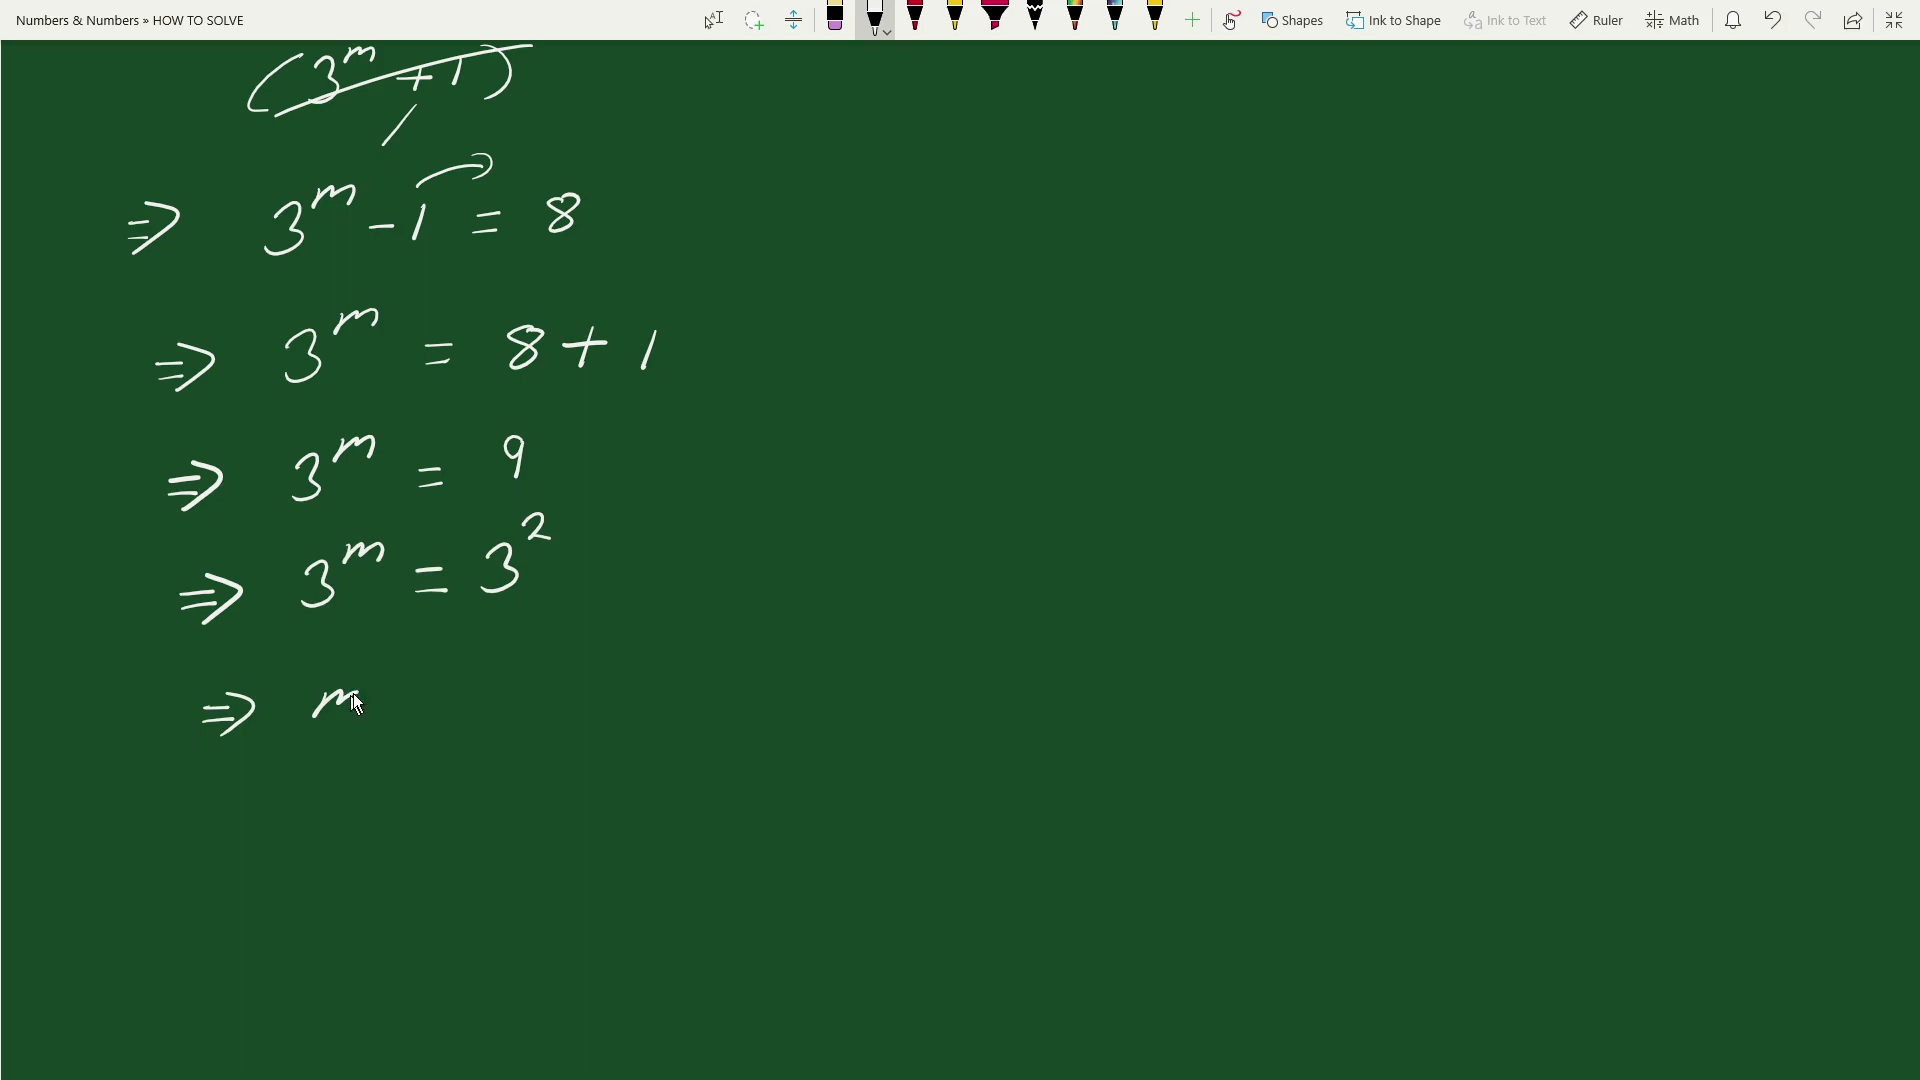 Numbers & Numbers » HOW TO SOLVE
Shapes Ink to Shape Ink to Text Ruler Math
(3^m + 1)
⇒ 3^m - 1 = 8
⇒ 3^m = 8 + 1
⇒ 3^m = 9
⇒ 3^m = 3^2
⇒ m